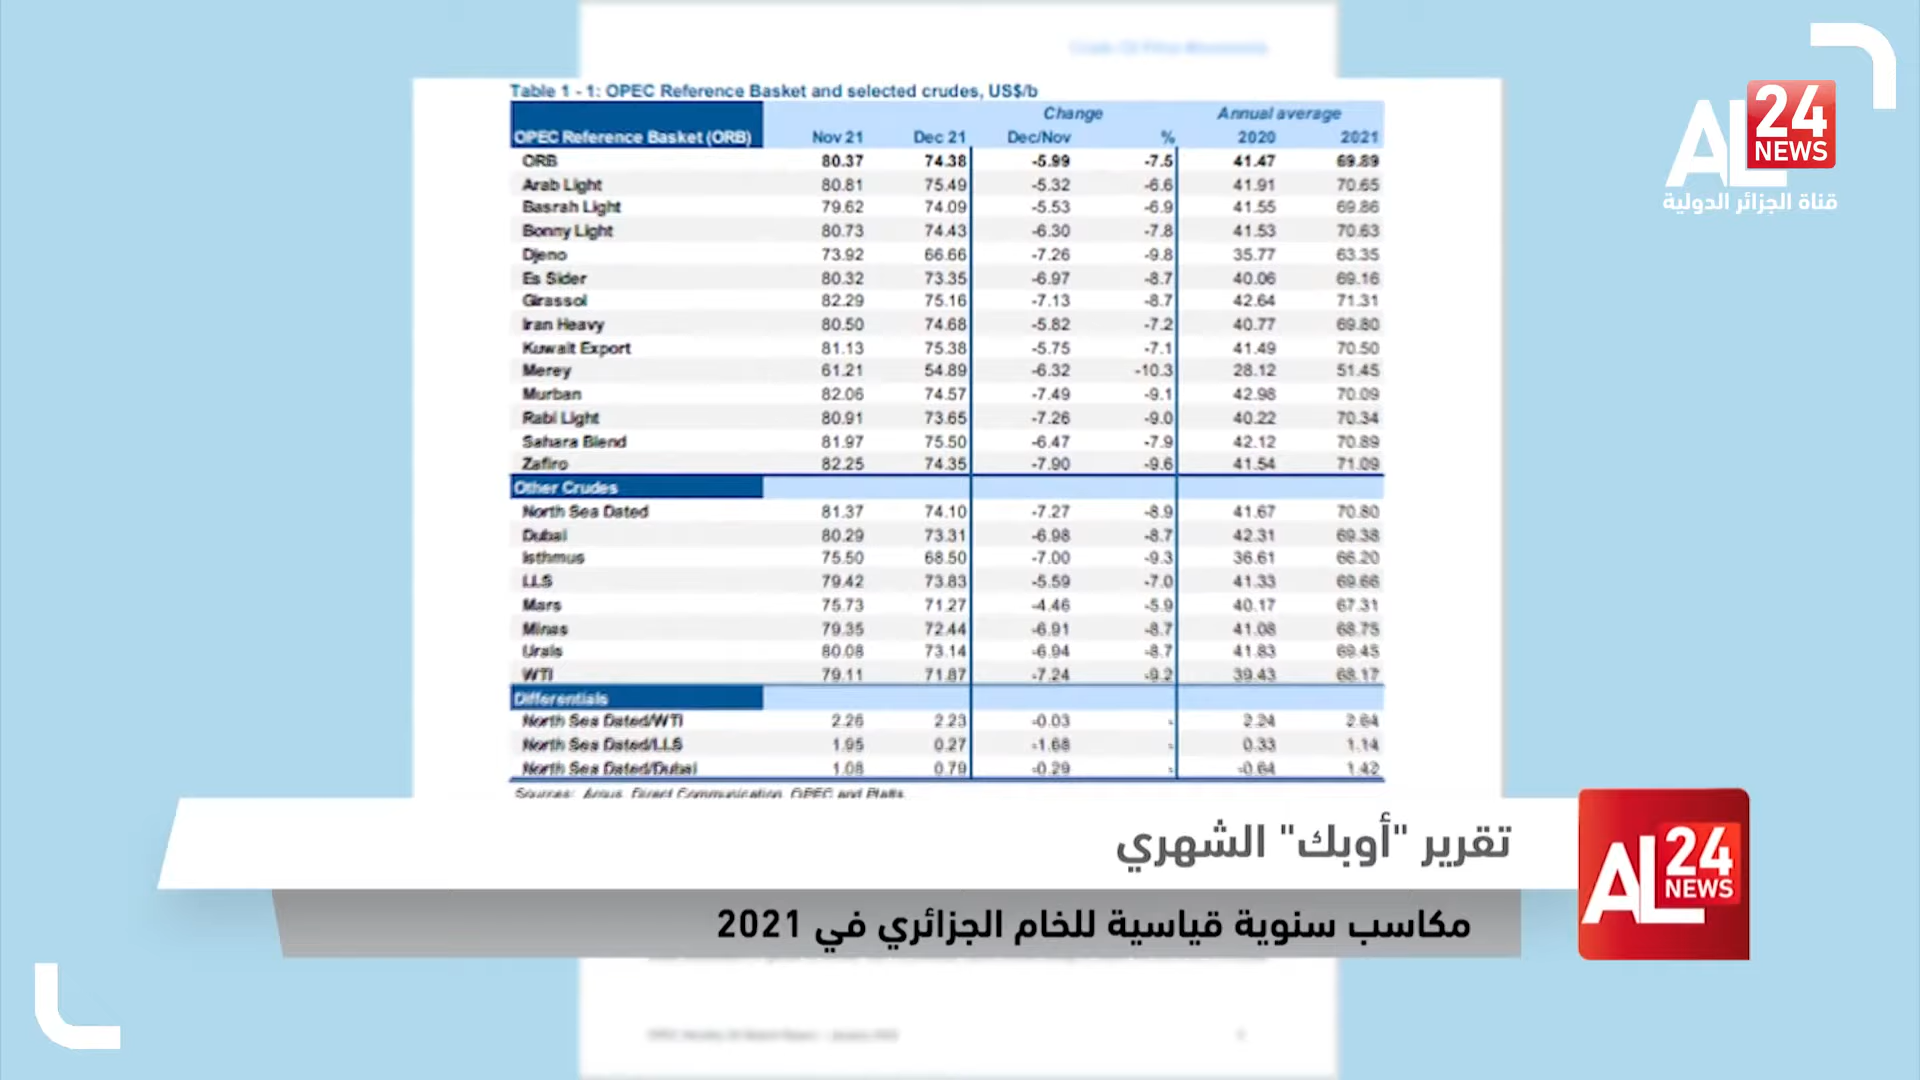 Table 1 - 1: OPEC Reference Basket and selected crudes, US$/b
Change Annual average
OPEC Reference Basket (ORB) Nov 21 Dec 21 Dec/Nov % 2020 2021
ORB 80.37 74.38 -5.99 -7.5 41.47 69.89
Arab Light 80.81 75.49 -5.32 -6.6 41.91 70.65
Basrah Light 79.62 74.09 -5.53 -6.9 41.55 69.86
Bonny Light 80.73 74.43 -6.30 -7.8 41.53 70.63
Djeno 73.92 66.66 -7.26 -9.8 35.77 63.35
Es Sider 80.32 73.35 -6.97 -8.7 40.06 69.16
Girassol 82.29 75.16 -7.13 -8.7 42.64 71.31
Iran Heavy 80.50 74.68 -5.82 -7.2 40.77 69.80
Kuwait Export 81.13 75.38 -5.75 -7.1 41.49 70.50
Merey 61.21 54.89 -6.32 -10.3 28.12 51.45
Murban 82.06 74.57 -7.49 -9.1 42.98 70.09
Rabi Light 80.91 73.65 -7.26 -9.0 40.22 70.34
Sahara Blend 81.97 75.50 -6.47 -7.9 42.12 70.89
Zafiro 82.25 74.35 -7.90 -9.6 41.54 71.09
Other Crudes
North Sea Dated 81.37 74.10 -7.27 -8.9 41.67 70.80
Dubai 80.29 73.31 -6.98 -8.7 42.31 69.38
Isthmus 75.50 68.50 -7.00 -9.3 36.61 66.20
LLS 79.42 73.83 -5.59 -7.0 41.33 69.66
Mars 75.73 71.27 -4.46 -5.9 40.17 67.31
Minas 79.35 72.44 -6.91 -8.7 41.08 68.75
Urals 80.08 73.14 -6.94 -8.7 41.83 69.45
WTI 79.11 71.87 -7.24 -9.2 39.43 68.17
Differentials
North Sea Dated/WTI 2.26 2.23 -0.03 - 2.24 2.64
North Sea Dated/LLS 1.95 0.27 -1.68 - 0.33 1.14
North Sea Dated/Dubai 1.08 0.79 -0.29 - -0.64 1.42
Sources: Argus, Direct Communication, OPEC and Platts.
AL 24 NEWS
قناة الجزائر الدولية
تقرير "أوبك" الشهري
مكاسب سنوية قياسية للخام الجزائري في 2021
AL 24 NEWS